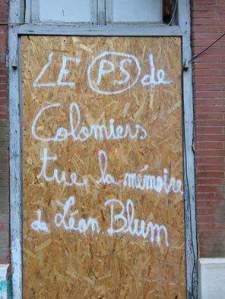 LE PS de
Colomiers
tue la mémoire
de Léon Blum